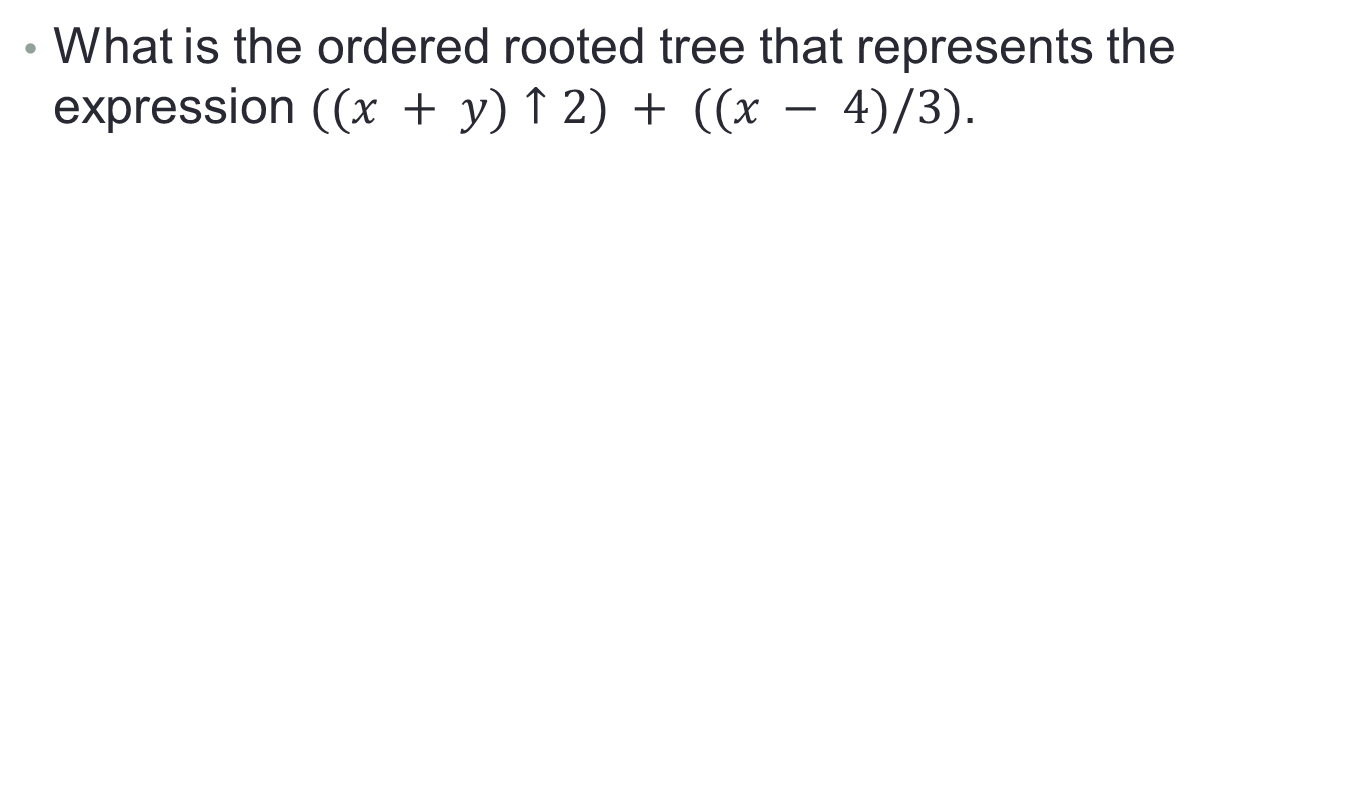 • What is the ordered rooted tree that represents the
expression ((𝑥 + 𝑦) ↑ 2) + ((𝑥 − 4)/3).